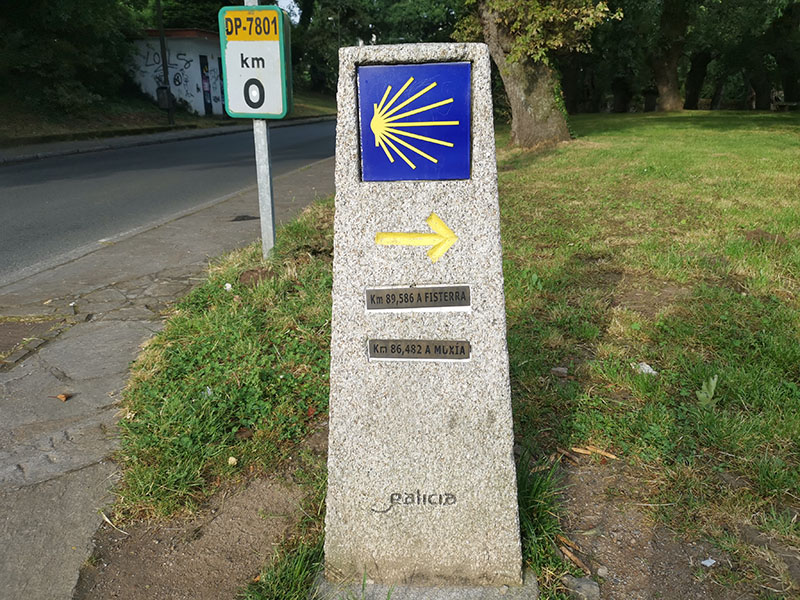 DP-7801
km
0
Km 89,586 A FISTERRA
Km 86,482 A MUXIA
galicia